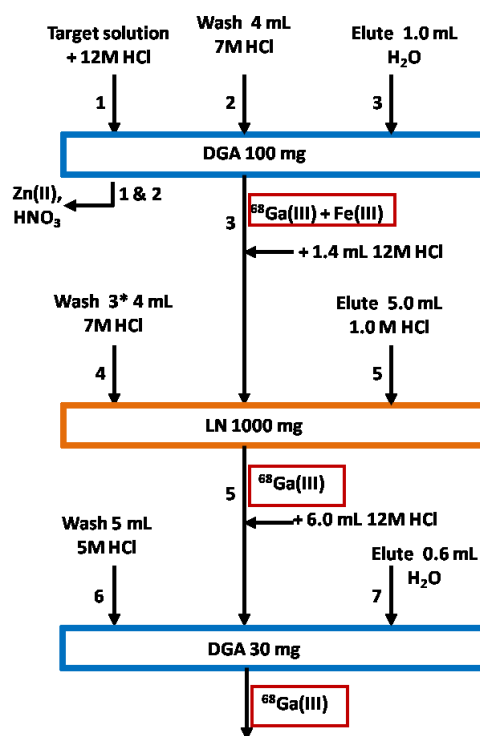 Target solution
+ 12M HCl
Wash 4 mL
7M HCl
Elute 1.0 mL
H₂O
1
2
3
DGA 100 mg
Zn(II),
HNO₃
1 & 2
3
⁶⁸Ga(III) + Fe(III)
+ 1.4 mL 12M HCl
Wash 3* 4 mL
7M HCl
Elute 5.0 mL
1.0 M HCl
4
5
LN 1000 mg
5
⁶⁸Ga(III)
+ 6.0 mL 12M HCl
Wash 5 mL
5M HCl
Elute 0.6 mL
H₂O
6
7
DGA 30 mg
⁶⁸Ga(III)